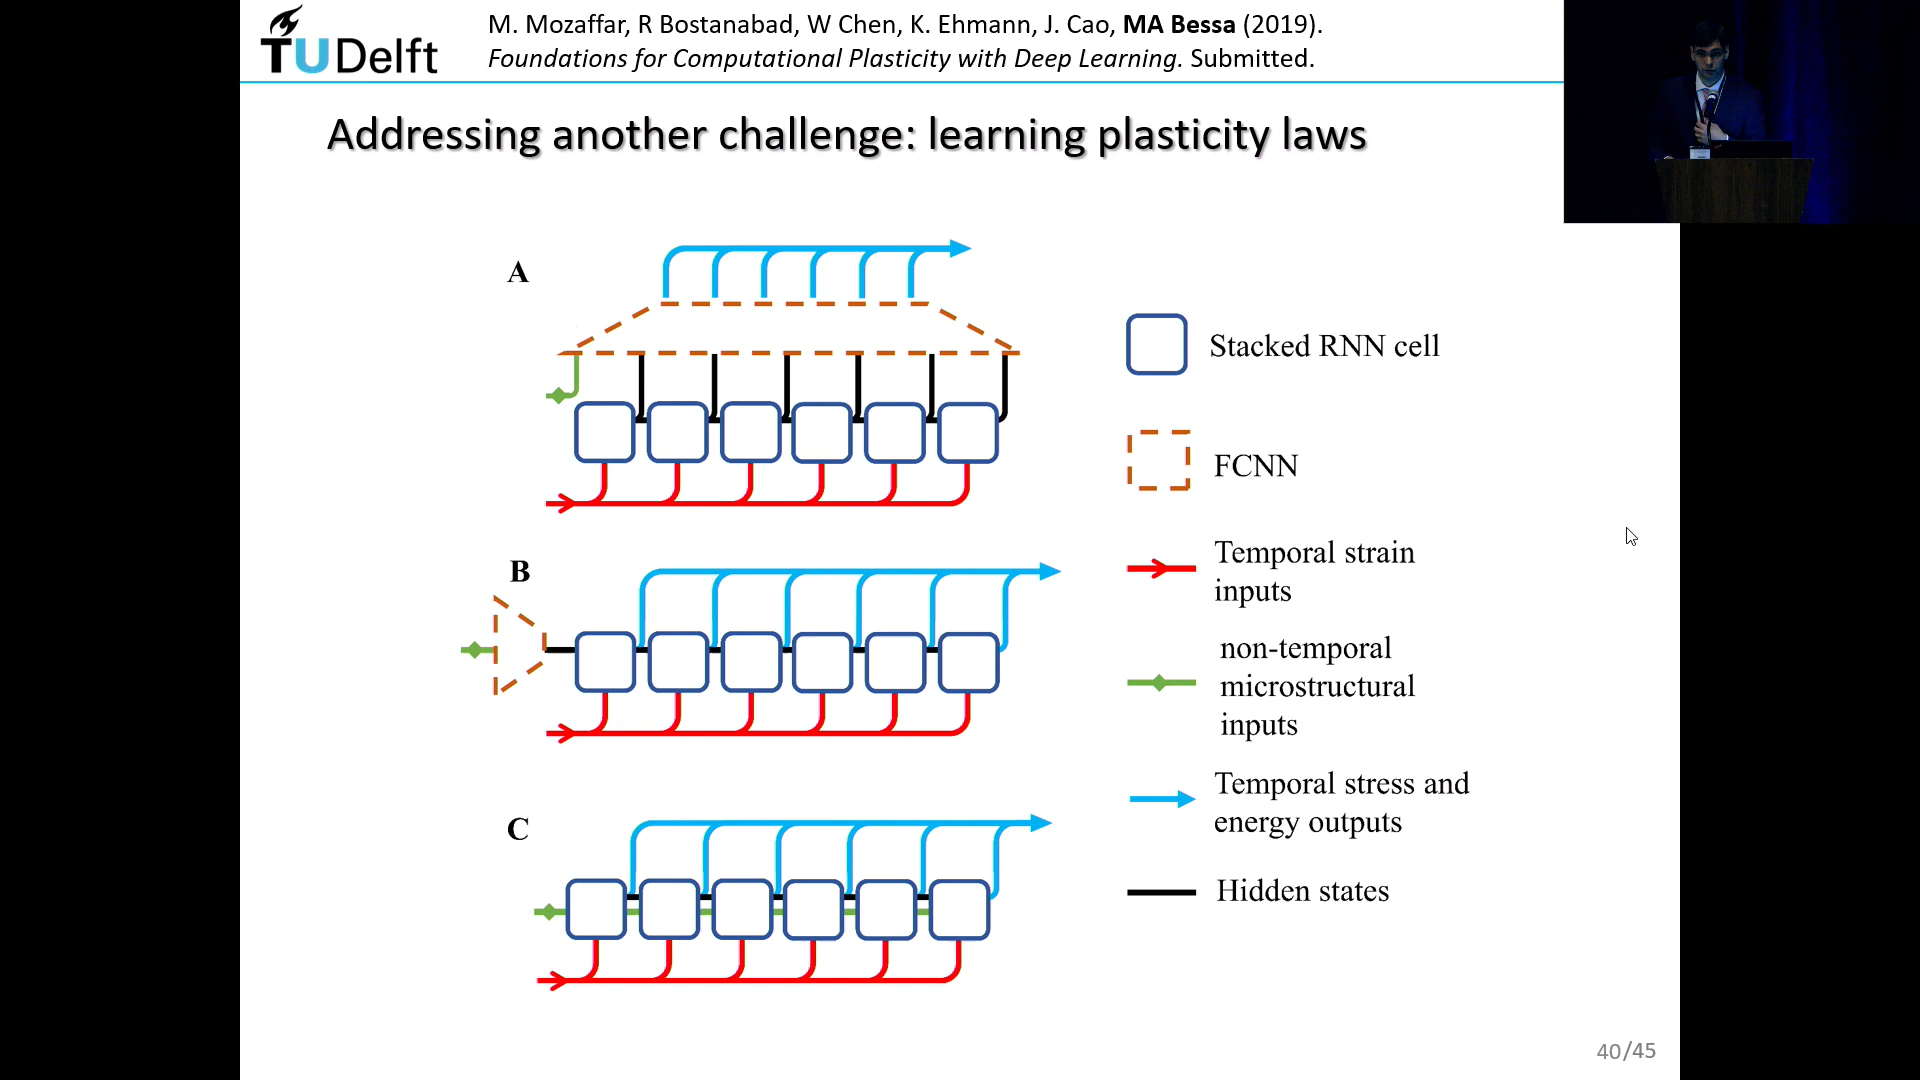 TUDelft
M. Mozaffar, R Bostanabad, W Chen, K. Ehmann, J. Cao, MA Bessa (2019).
Foundations for Computational Plasticity with Deep Learning. Submitted.
Addressing another challenge: learning plasticity laws
A
B
C
Stacked RNN cell
FCNN
Temporal strain
inputs
non-temporal
microstructural
inputs
Temporal stress and
energy outputs
Hidden states
40/45